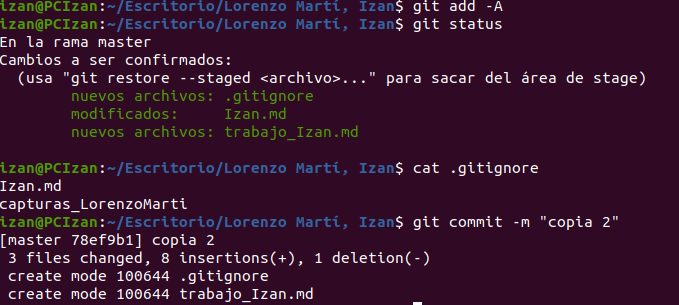 izan@PCIzan:~/Escritorio/Lorenzo Martí, Izan$ git add -A
izan@PCIzan:~/Escritorio/Lorenzo Martí, Izan$ git status
En la rama master
Cambios a ser confirmados:
  (usa "git restore --staged <archivo>..." para sacar del área de stage)
        nuevos archivos: .gitignore
        modificados:     Izan.md
        nuevos archivos: trabajo_Izan.md

izan@PCIzan:~/Escritorio/Lorenzo Martí, Izan$ cat .gitignore
Izan.md
capturas_LorenzoMarti
izan@PCIzan:~/Escritorio/Lorenzo Martí, Izan$ git commit -m "copia 2"
[master 78ef9b1] copia 2
 3 files changed, 8 insertions(+), 1 deletion(-)
 create mode 100644 .gitignore
 create mode 100644 trabajo_Izan.md